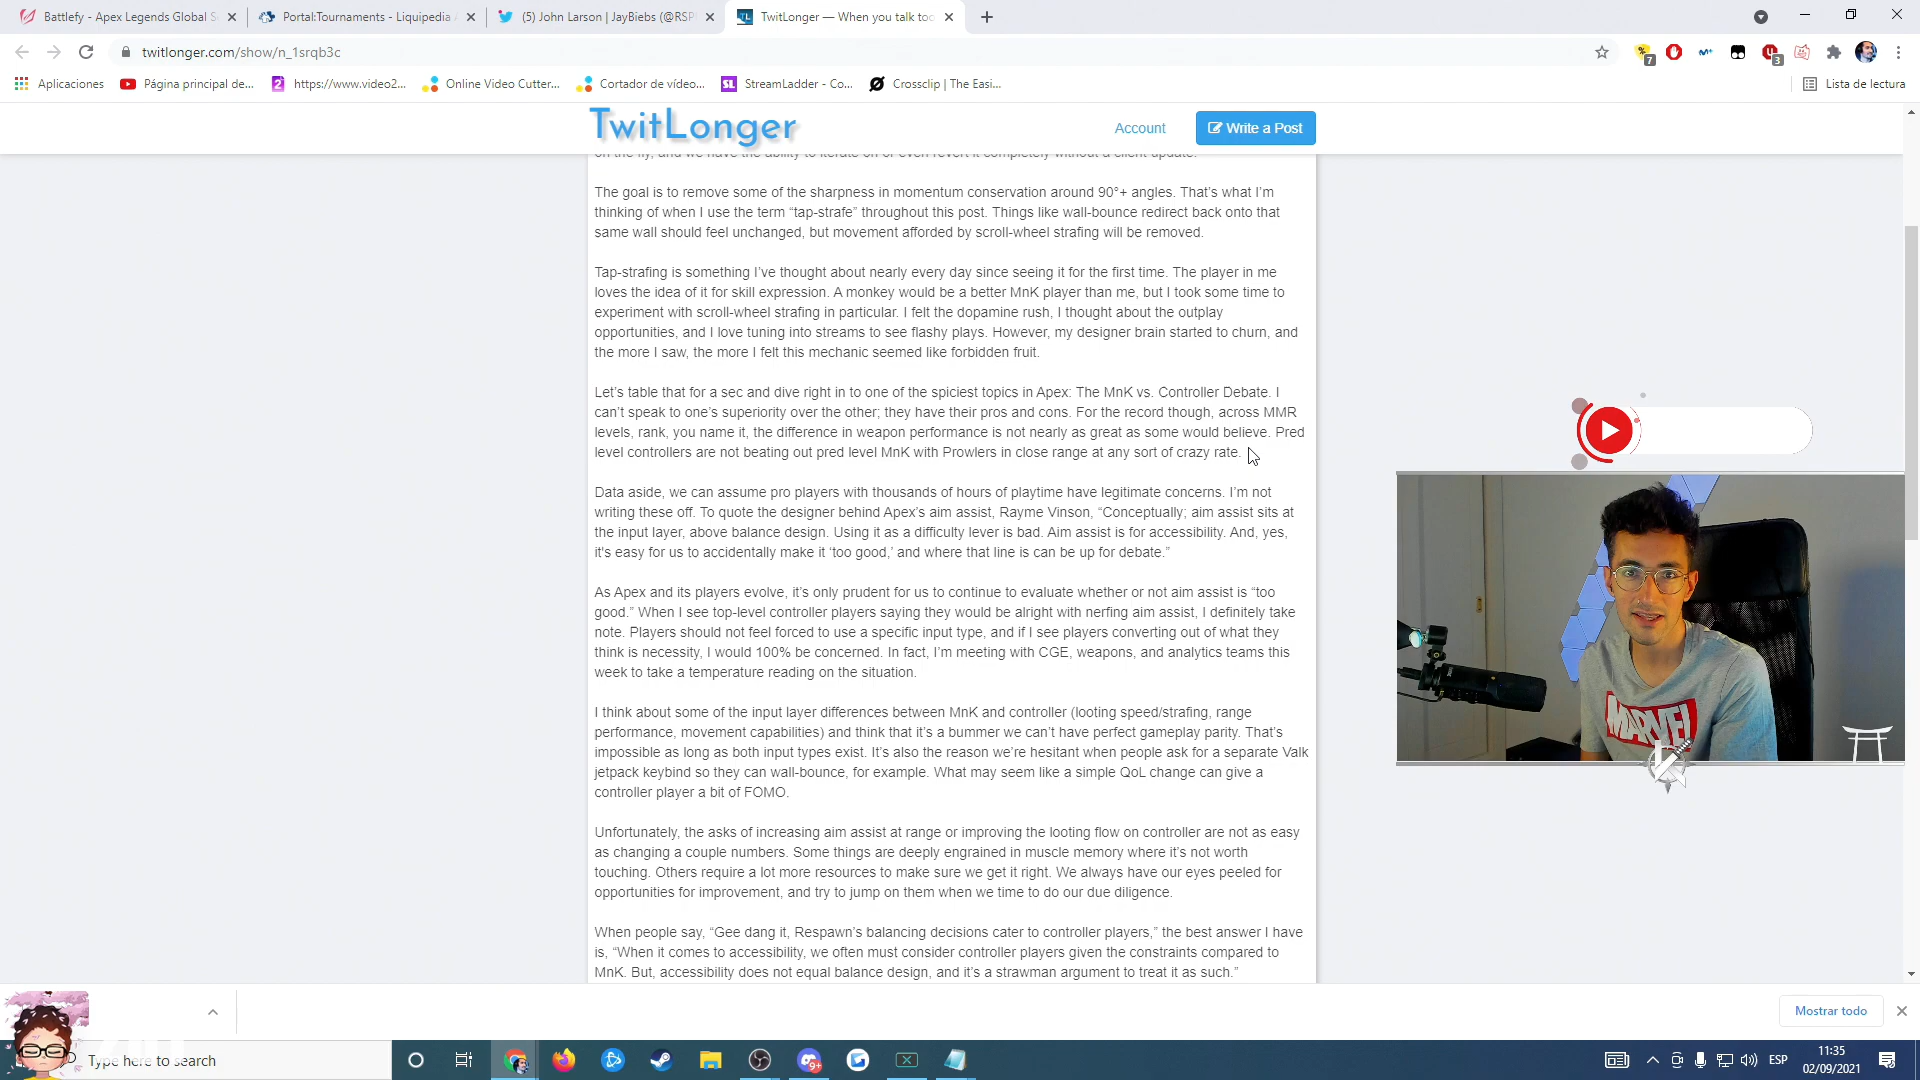 Battlefy - Apex Legends Global S
Portal:Tournaments - Liquipedia
(5) John Larson | JayBiebs (@RSP
TwitLonger — When you talk too
twitlonger.com/show/n_1srqb3c
7
3
Aplicaciones
Página principal de...
2
https://www.video2...
Online Video Cutter...
Cortador de vídeo...
SL
StreamLadder - Co...
Crossclip | The Easi...
Lista de lectura
TwitLonger
Account
Write a Post
on the fly, and we have the ability to iterate on or even revert it completely without a client update.
The goal is to remove some of the sharpness in momentum conservation around 90°+ angles. That’s what I’m
thinking of when I use the term “tap-strafe” throughout this post. Things like wall-bounce redirect back onto that
same wall should feel unchanged, but movement afforded by scroll-wheel strafing will be removed.
Tap-strafing is something I’ve thought about nearly every day since seeing it for the first time. The player in me
loves the idea of it for skill expression. A monkey would be a better MnK player than me, but I took some time to
experiment with scroll-wheel strafing in particular. I felt the dopamine rush, I thought about the outplay
opportunities, and I love tuning into streams to see flashy plays. However, my designer brain started to churn, and
the more I saw, the more I felt this mechanic seemed like forbidden fruit.
Let’s table that for a sec and dive right in to one of the spiciest topics in Apex: The MnK vs. Controller Debate. I
can’t speak to one’s superiority over the other; they have their pros and cons. For the record though, across MMR
levels, rank, you name it, the difference in weapon performance is not nearly as great as some would believe. Pred
level controllers are not beating out pred level MnK with Prowlers in close range at any sort of crazy rate.
Data aside, we can assume pro players with thousands of hours of playtime have legitimate concerns. I’m not
writing these off. To quote the designer behind Apex’s aim assist, Rayme Vinson, “Conceptually; aim assist sits at
the input layer, above balance design. Using it as a difficulty lever is bad. Aim assist is for accessibility. And, yes,
it's easy for us to accidentally make it ‘too good,’ and where that line is can be up for debate.”
As Apex and its players evolve, it’s only prudent for us to continue to evaluate whether or not aim assist is “too
good.” When I see top-level controller players saying they would be alright with nerfing aim assist, I definitely take
note. Players should not feel forced to use a specific input type, and if I see players converting out of what they
think is necessity, I would 100% be concerned. In fact, I’m meeting with CGE, weapons, and analytics teams this
week to take a temperature reading on the situation.
I think about some of the input layer differences between MnK and controller (looting speed/strafing, range
performance, movement capabilities) and think that it’s a bummer we can’t have perfect gameplay parity. That’s
impossible as long as both input types exist. It’s also the reason we’re hesitant when people ask for a separate Valk
jetpack keybind so they can wall-bounce, for example. What may seem like a simple QoL change can give a
controller player a bit of FOMO.
Unfortunately, the asks of increasing aim assist at range or improving the looting flow on controller are not as easy
as changing a couple numbers. Some things are deeply engrained in muscle memory where it’s not worth
touching. Others require a lot more resources to make sure we get it right. We always have our eyes peeled for
opportunities for improvement, and try to jump on them when we time to do our due diligence.
When people say, “Gee dang it, Respawn’s balancing decisions cater to controller players,” the best answer I have
is, “When it comes to accessibility, we often must consider controller players given the constraints compared to
MnK. But, accessibility does not equal balance design, and it’s a strawman argument to treat it as such.”
MARVEL
Mostrar todo
Type here to search
9+
ESP
11:35
02/09/2021